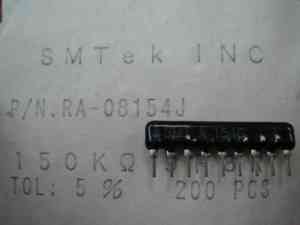 SMTek INC
P/N.RA-08154J
150KΩ
TOL: 5 % 200 PCS